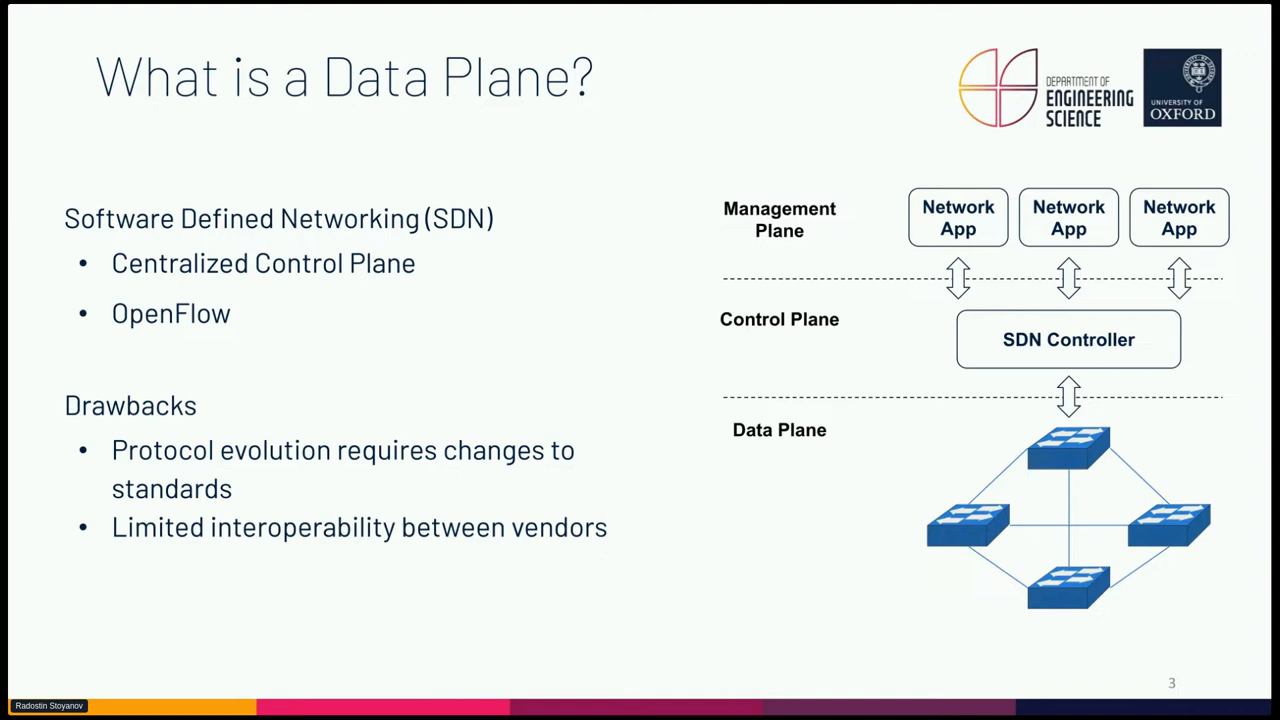 What is a Data Plane?
DEPARTMENT OF
ENGINEERING
SCIENCE
UNIVERSITY OF
OXFORD
Software Defined Networking (SDN)
• Centralized Control Plane
• OpenFlow
Drawbacks
• Protocol evolution requires changes to
standards
• Limited interoperability between vendors
Management
Plane
Network
App
Network
App
Network
App
Control Plane
SDN Controller
Data Plane
3
Radostin Stoyanov